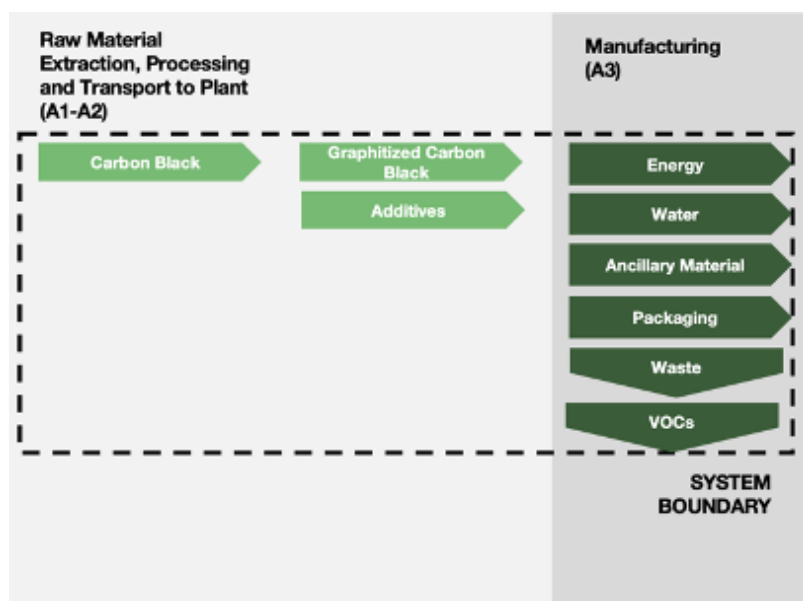 Raw Material
Extraction, Processing
and Transport to Plant
(A1-A2)
Manufacturing
(A3)
Carbon Black
Graphitized Carbon
Black
Additives
Energy
Water
Ancillary Material
Packaging
Waste
VOCs
SYSTEM
BOUNDARY